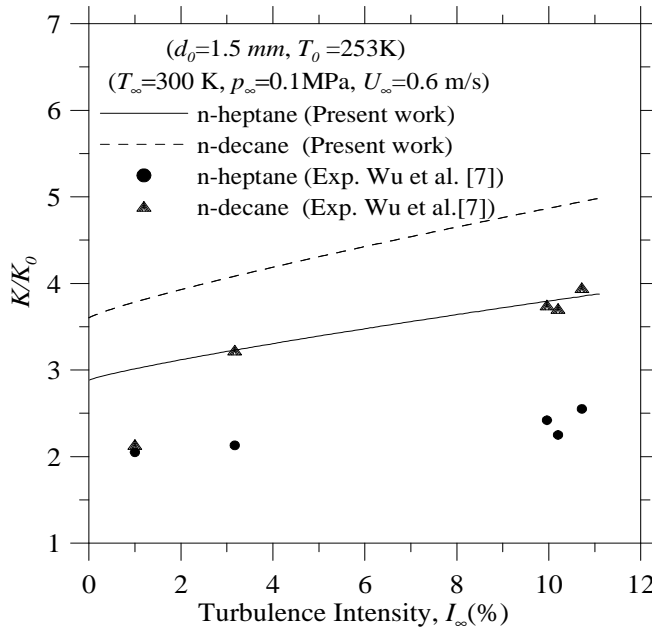 7
6
5
4
3
2
1
K/K₀
(d₀=1.5 mm, T₀ =253K)
(T∞=300 K, p∞=0.1MPa, U∞=0.6 m/s)
n-heptane (Present work)
n-decane (Present work)
n-heptane (Exp. Wu et al. [7])
n-decane (Exp. Wu et al.[7])
0 2 4 6 8 10 12
Turbulence Intensity, I∞(%)